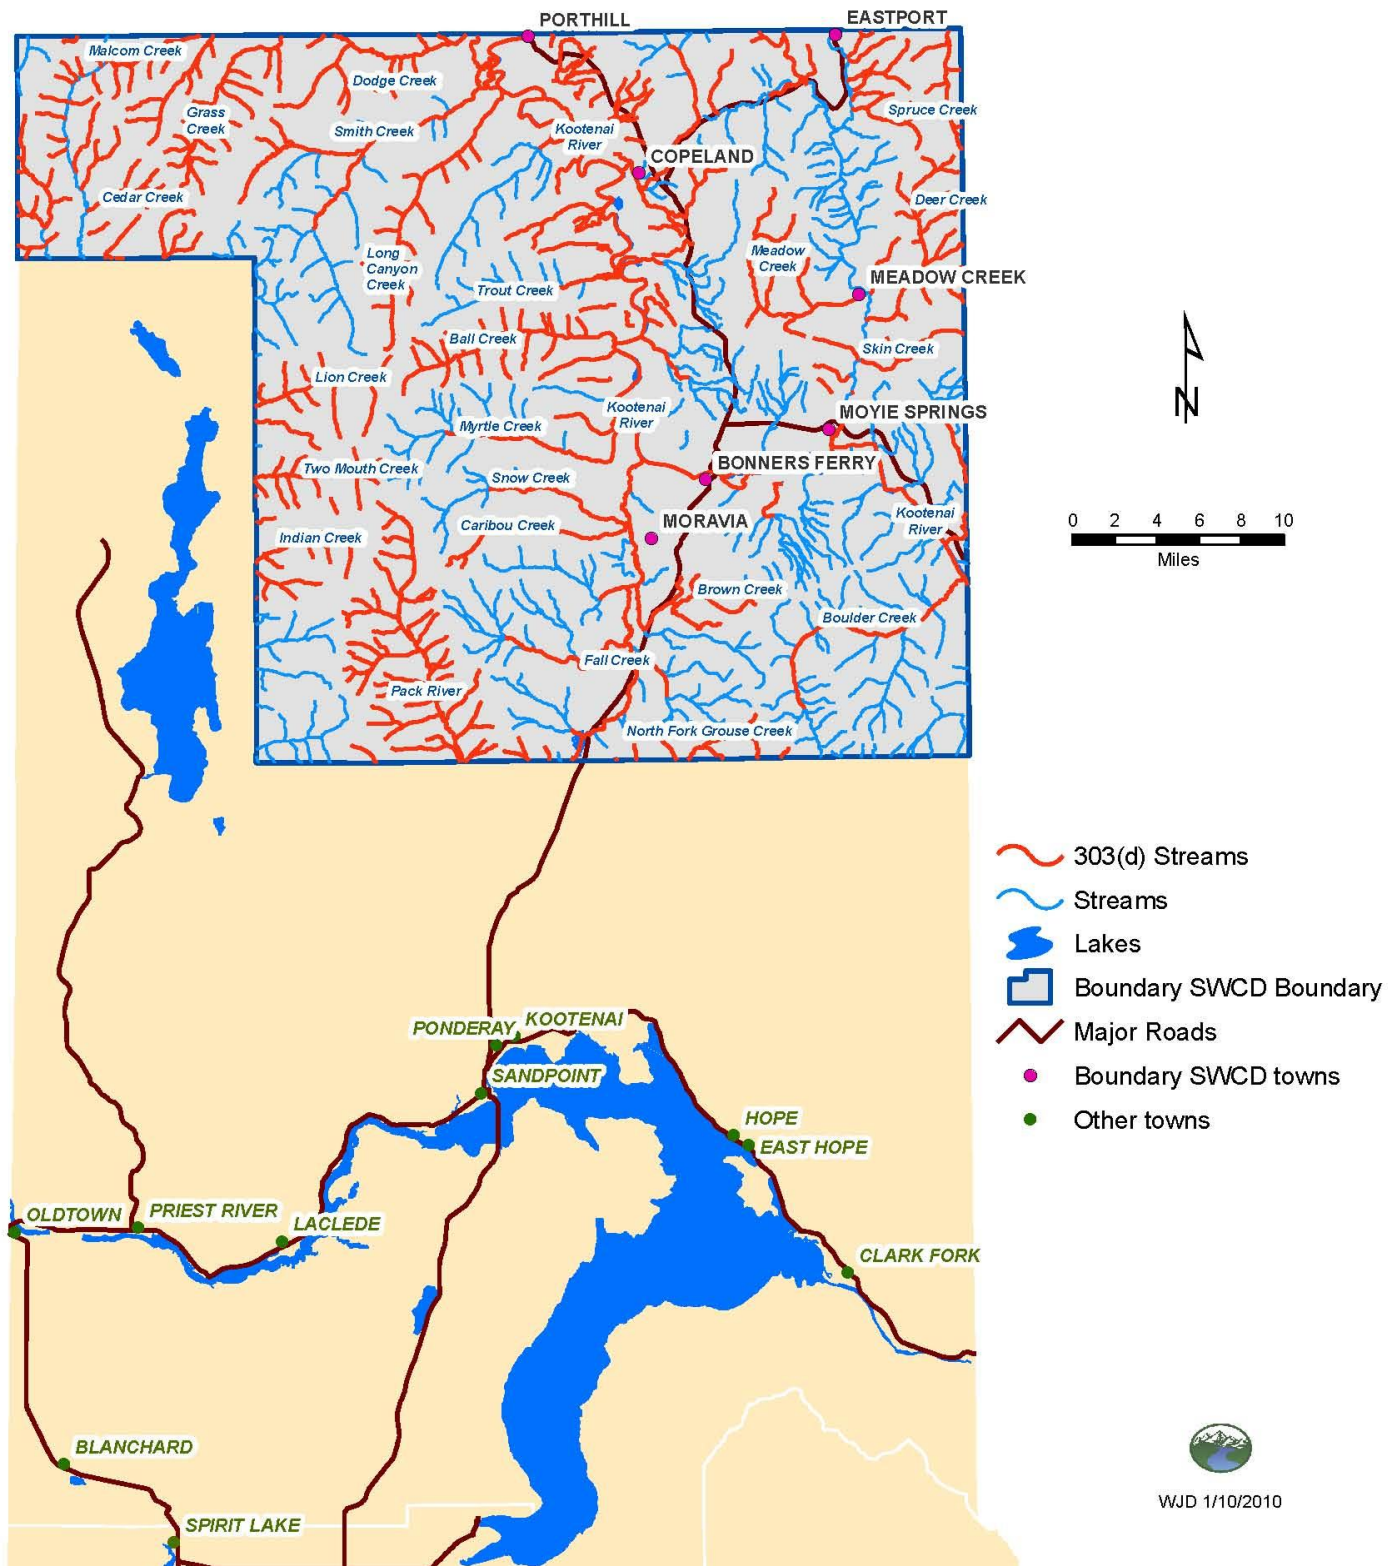 PORTHILL
EASTPORT
Malcom Creek
Dodge Creek
Grass
Creek
Smith Creek
Kootenai
River
Spruce Creek
COPELAND
Cedar Creek
Deer Creek
Long
Canyon
Creek
Meadow
Creek
MEADOW CREEK
Trout Creek
Ball Creek
Skin Creek
Lion Creek
Kootenai
River
MOYIE SPRINGS
Myrtle Creek
BONNERS FERRY
Two Mouth Creek
Snow Creek
MORAVIA
Caribou Creek
Kootenai
River
Indian Creek
Brown Creek
Boulder Creek
Fall Creek
Pack River
North Fork Grouse Creek
N
0 2 4 6 8 10
Miles
303(d) Streams
Streams
Lakes
Boundary SWCD Boundary
Major Roads
Boundary SWCD towns
Other towns
PONDERAY
KOOTENAI
SANDPOINT
HOPE
EAST HOPE
OLDTOWN
PRIEST RIVER
LACLEDE
CLARK FORK
BLANCHARD
SPIRIT LAKE
WJD 1/10/2010